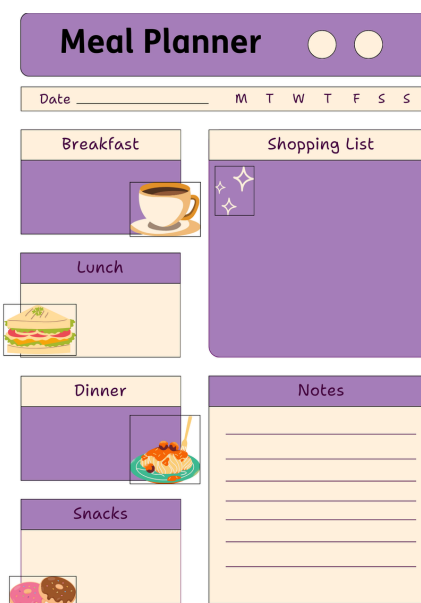 Meal Planner
Date M T W T F S S
Breakfast
Shopping List
Lunch
Dinner
Notes
Snacks